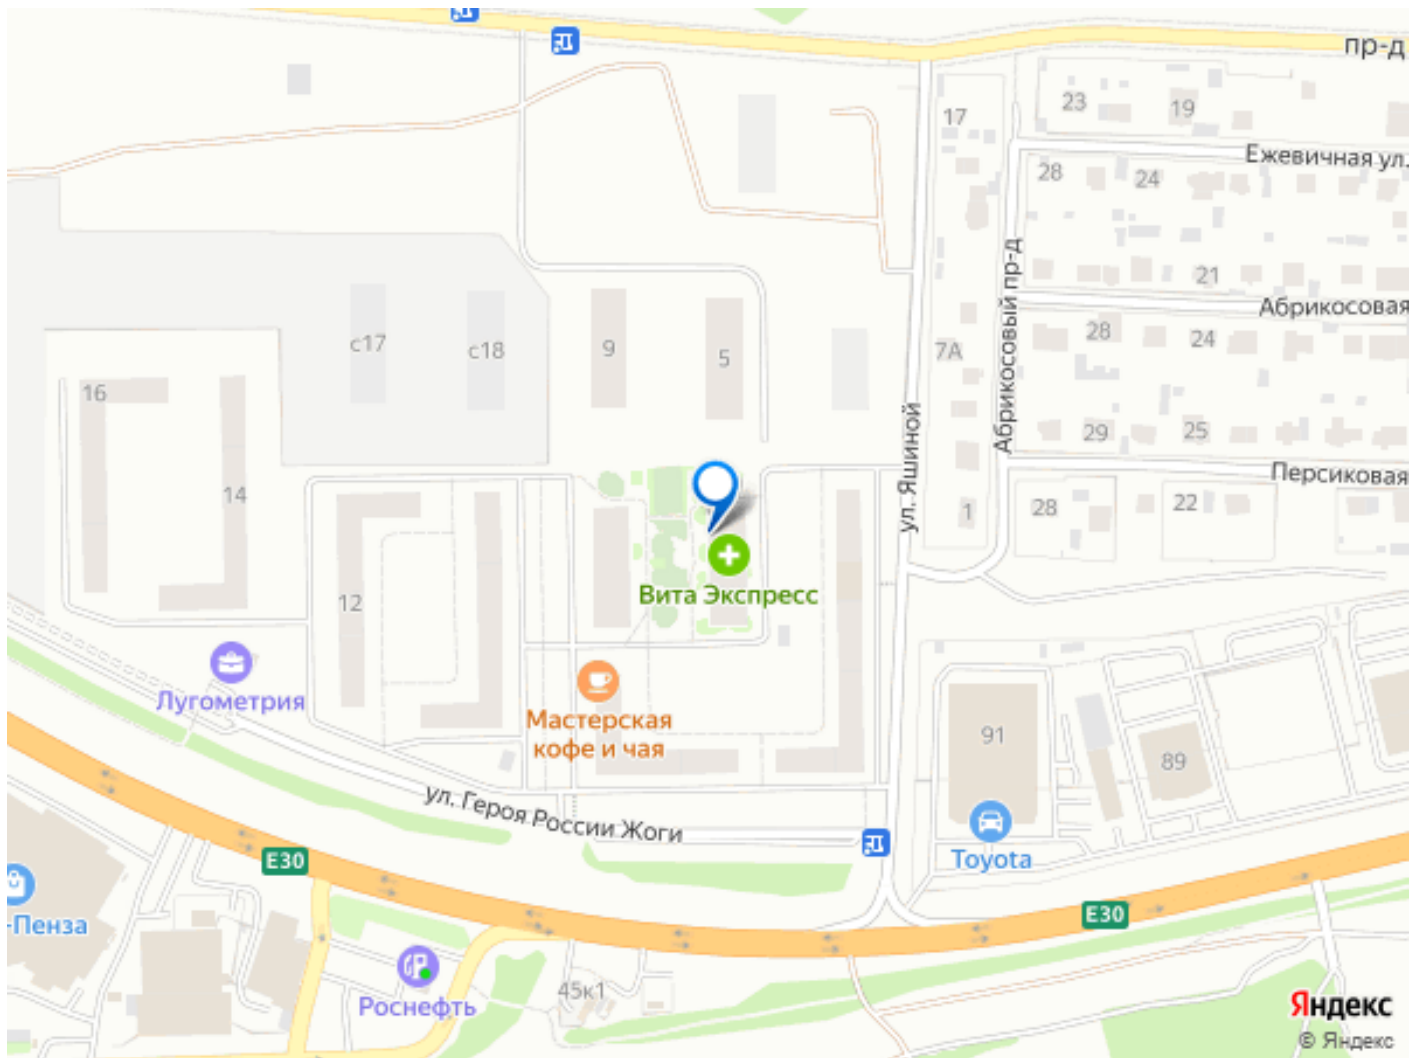 пр-д
23
19
17
Ежевичная ул.
28
24
21
Абрикосовый пр-д
Абрикосовая
с17
с18
9
5
7А
28
24
16
ул. Яшиной
29
25
14
Персиковая
1
28
22
12
Вита Экспресс
Лугометрия
Мастерская
кофе и чая
91
89
ул. Героя России Жоги
Toyota
E30
E30
-Пенза
Роснефть
45к1
Яндекс
© Яндекс